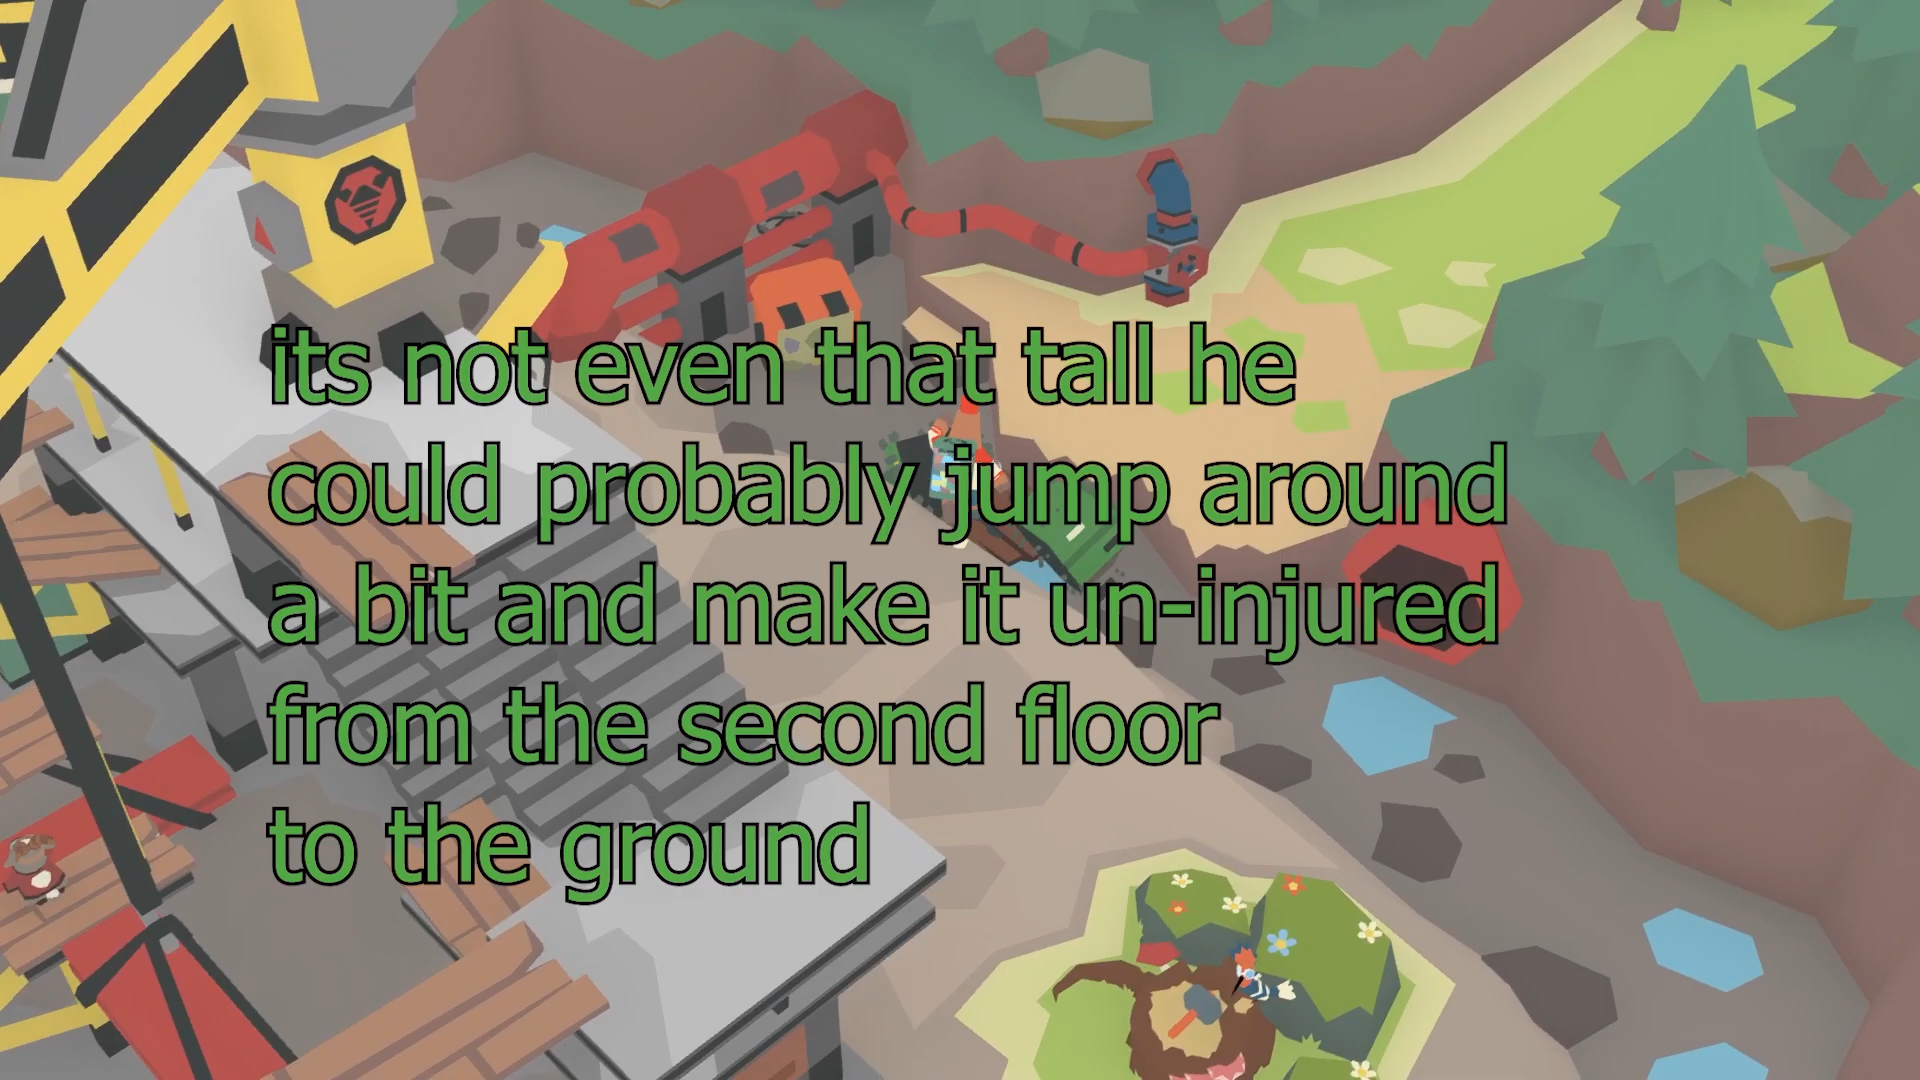 its not even that tall he
could probably jump around
a bit and make it un-injured
from the second floor
to the ground